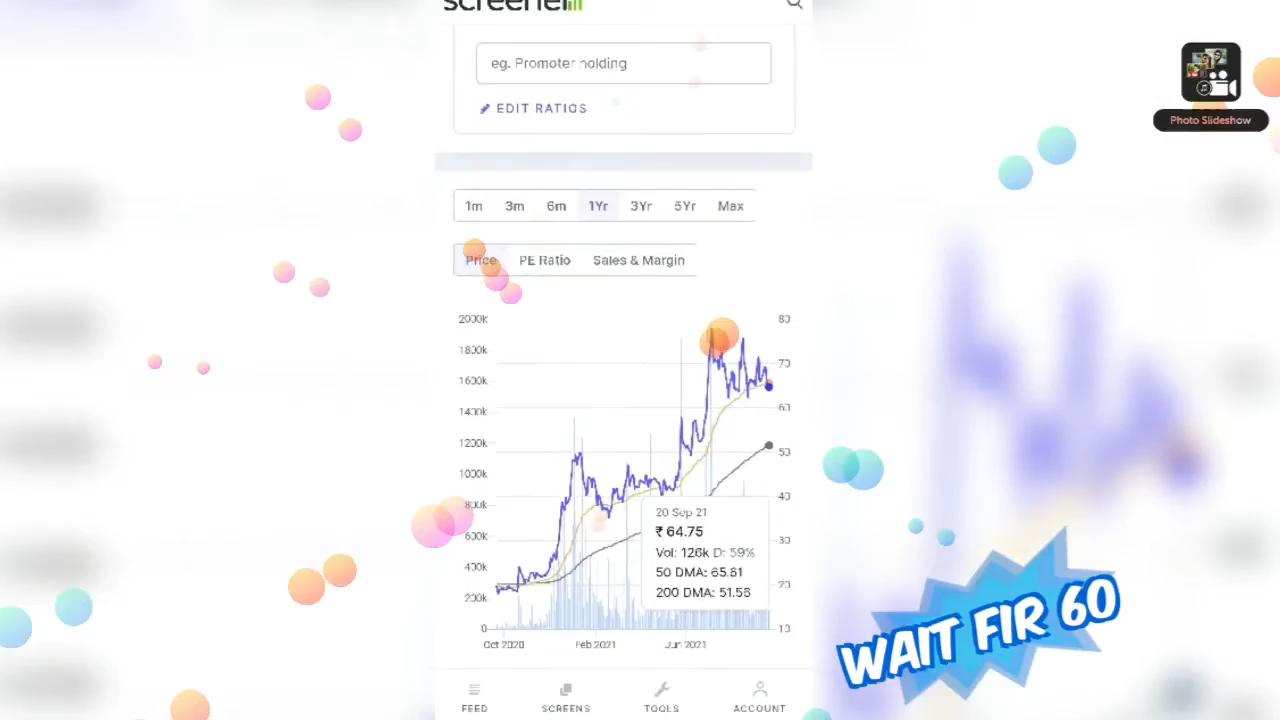 screener
eg. Promoter holding
EDIT RATIOS
Photo Slideshow
1m 3m 6m 1Yr 3Yr 5Yr Max
Price PE Ratio Sales & Margin
2000k 80
1800k 70
1600k 60
1400k 50
1200k 40
1000k 30
800k 20
600k 10
400k
200k
0
20 Sep 21
₹ 64.75
Vol: 126k D: 59%
50 DMA: 65.61
200 DMA: 51.56
Oct 2020 Feb 2021 Jun 2021
WAIT FIR 60
FEED SCREENS TOOLS ACCOUNT